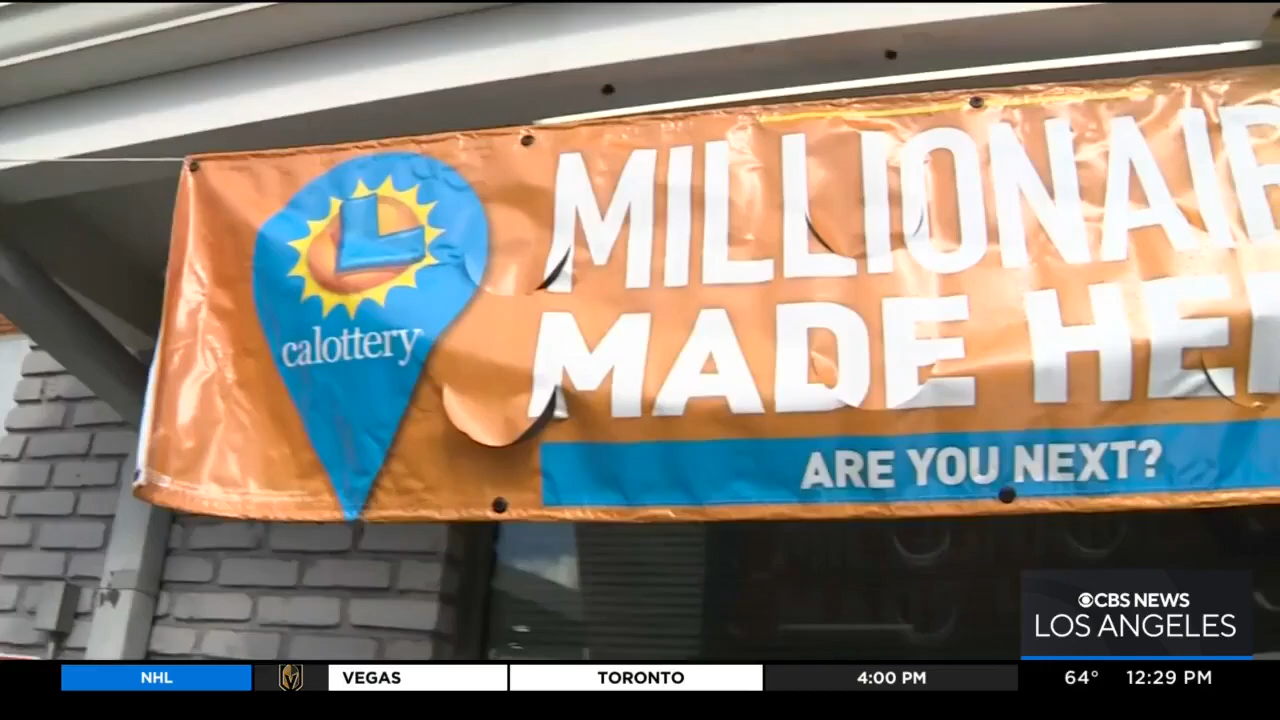 MILLIONAIR
MADE HE
calottery
ARE YOU NEXT?
CBS NEWS
LOS ANGELES
NHL VEGAS TORONTO 4:00 PM 64° 12:29 PM